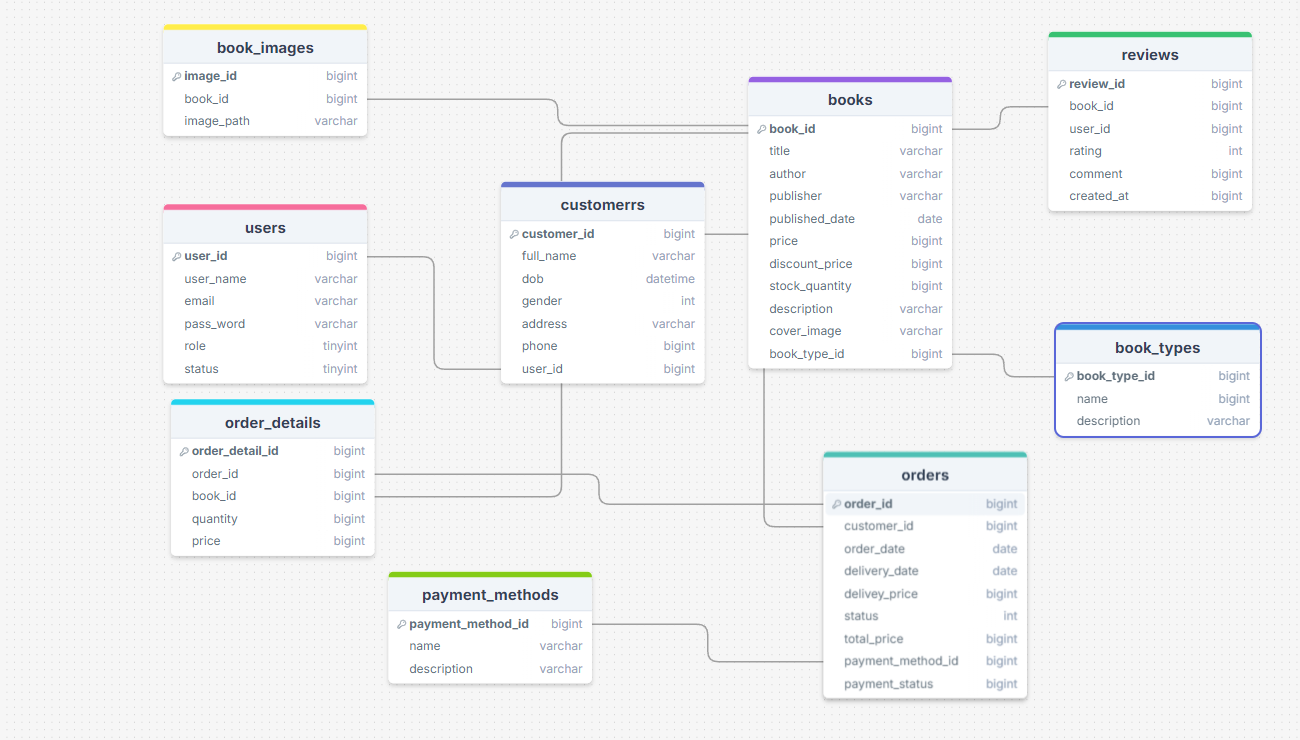 book_images
image_id bigint
book_id bigint
image_path varchar
users
user_id bigint
user_name varchar
email varchar
pass_word varchar
role tinyint
status tinyint
order_details
order_detail_id bigint
order_id bigint
book_id bigint
quantity bigint
price bigint
customerrs
customer_id bigint
full_name varchar
dob datetime
gender int
address varchar
phone bigint
user_id bigint
payment_methods
payment_method_id bigint
name varchar
description varchar
books
book_id bigint
title varchar
author varchar
publisher varchar
published_date date
price bigint
discount_price bigint
stock_quantity bigint
description varchar
cover_image varchar
book_type_id bigint
orders
order_id bigint
customer_id bigint
order_date date
delivery_date date
delivey_price bigint
status int
total_price bigint
payment_method_id bigint
payment_status bigint
reviews
review_id bigint
book_id bigint
user_id bigint
rating int
comment bigint
created_at bigint
book_types
book_type_id bigint
name bigint
description varchar